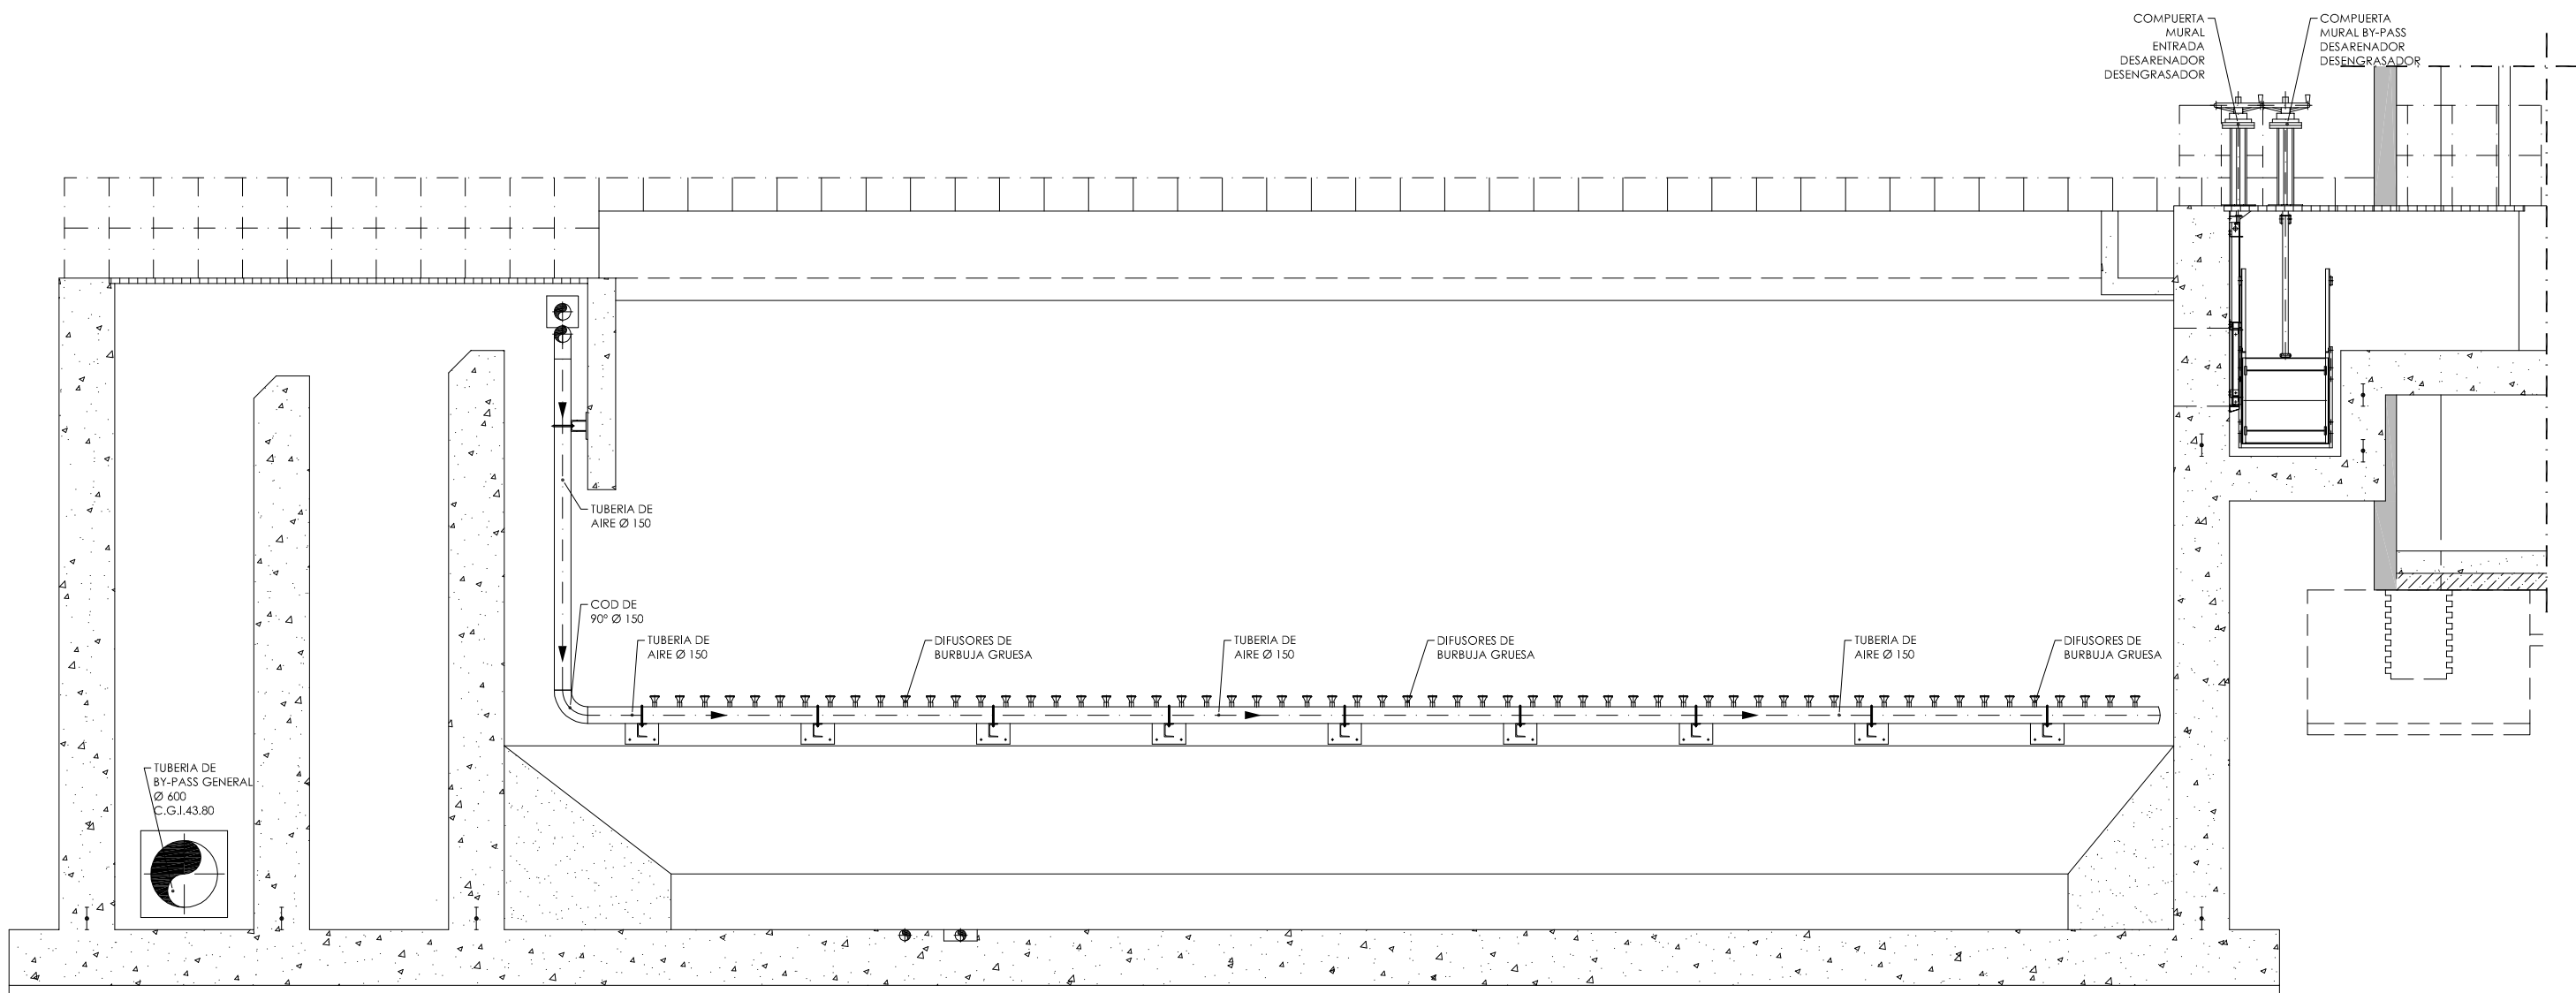 COMPUERTA
MURAL
ENTRADA
DESARENADOR
DESENGRASADOR
COMPUERTA
MURAL BY-PASS
DESARENADOR
DESENGRASADOR
TUBERIA DE
AIRE Ø 150
COD DE
90º Ø 150
TUBERIA DE
AIRE Ø 150
DIFUSORES DE
BURBUJA GRUESA
TUBERIA DE
AIRE Ø 150
DIFUSORES DE
BURBUJA GRUESA
TUBERIA DE
AIRE Ø 150
DIFUSORES DE
BURBUJA GRUESA
TUBERIA DE
BY-PASS GENERAL
Ø 600
C.G.I.43.80